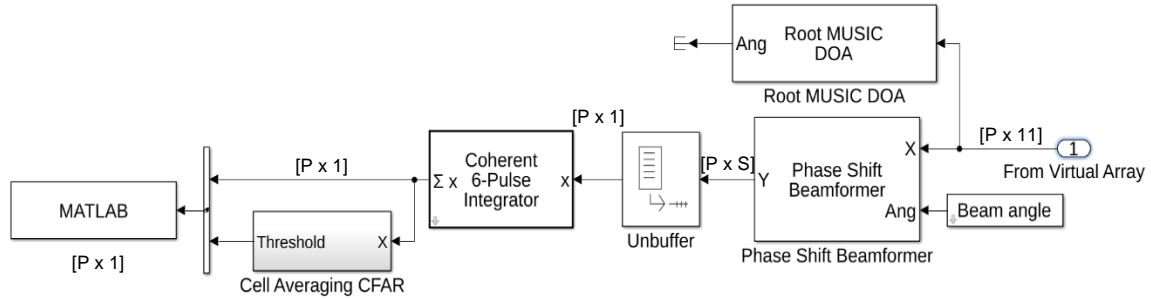 Ang
Root MUSIC
DOA
Root MUSIC DOA
[P x 1]
[P x 11]
[P x 1]
Coherent
6-Pulse
Integrator
Σ x
x
[P x S]
X
Y
Phase Shift
Beamformer
Ang
1
From Virtual Array
Beam angle
MATLAB
[P x 1]
Threshold
X
Cell Averaging CFAR
Unbuffer
Phase Shift Beamformer